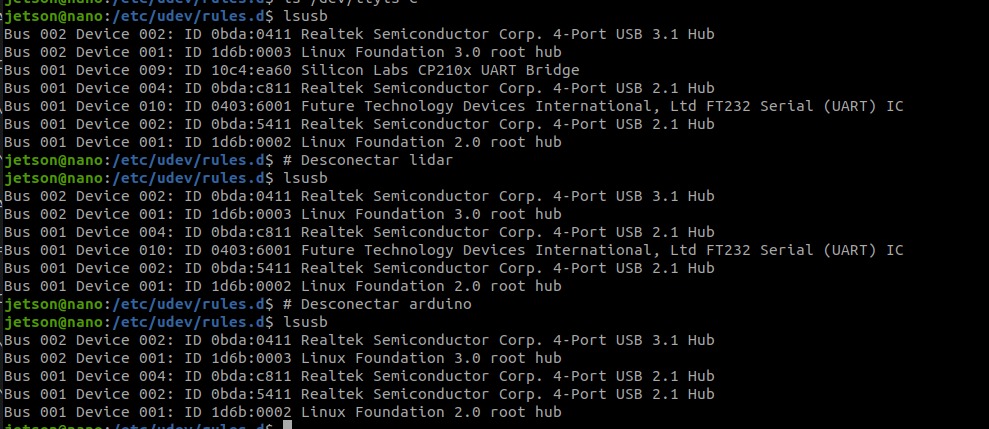 jetson@nano:/etc/udev/rules.d$ lsusb
Bus 002 Device 002: ID 0bda:0411 Realtek Semiconductor Corp. 4-Port USB 3.1 Hub
Bus 002 Device 001: ID 1d6b:0003 Linux Foundation 3.0 root hub
Bus 001 Device 009: ID 10c4:ea60 Silicon Labs CP210x UART Bridge
Bus 001 Device 004: ID 0bda:c811 Realtek Semiconductor Corp. 4-Port USB 2.1 Hub
Bus 001 Device 010: ID 0403:6001 Future Technology Devices International, Ltd FT232 Serial (UART) IC
Bus 001 Device 002: ID 0bda:5411 Realtek Semiconductor Corp. 4-Port USB 2.1 Hub
Bus 001 Device 001: ID 1d6b:0002 Linux Foundation 2.0 root hub
jetson@nano:/etc/udev/rules.d$ # Desconectar lidar
jetson@nano:/etc/udev/rules.d$ lsusb
Bus 002 Device 002: ID 0bda:0411 Realtek Semiconductor Corp. 4-Port USB 3.1 Hub
Bus 002 Device 001: ID 1d6b:0003 Linux Foundation 3.0 root hub
Bus 001 Device 004: ID 0bda:c811 Realtek Semiconductor Corp. 4-Port USB 2.1 Hub
Bus 001 Device 010: ID 0403:6001 Future Technology Devices International, Ltd FT232 Serial (UART) IC
Bus 001 Device 002: ID 0bda:5411 Realtek Semiconductor Corp. 4-Port USB 2.1 Hub
Bus 001 Device 001: ID 1d6b:0002 Linux Foundation 2.0 root hub
jetson@nano:/etc/udev/rules.d$ # Desconectar arduino
jetson@nano:/etc/udev/rules.d$ lsusb
Bus 002 Device 002: ID 0bda:0411 Realtek Semiconductor Corp. 4-Port USB 3.1 Hub
Bus 002 Device 001: ID 1d6b:0003 Linux Foundation 3.0 root hub
Bus 001 Device 004: ID 0bda:c811 Realtek Semiconductor Corp. 4-Port USB 2.1 Hub
Bus 001 Device 002: ID 0bda:5411 Realtek Semiconductor Corp. 4-Port USB 2.1 Hub
Bus 001 Device 001: ID 1d6b:0002 Linux Foundation 2.0 root hub
jetson@nano:/etc/udev/rules.d$